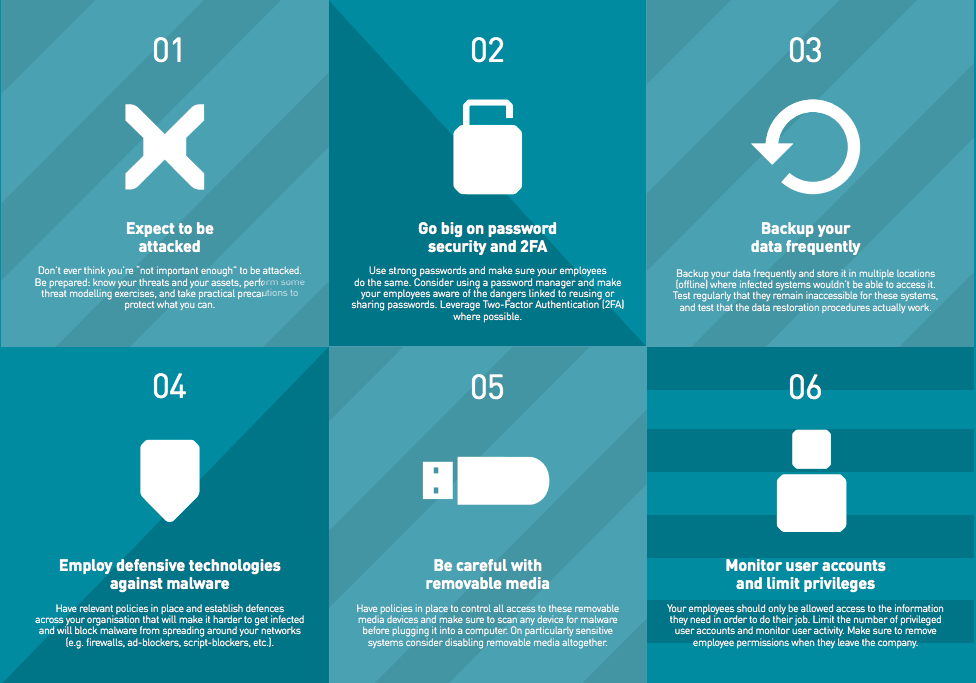 01
Expect to be
attacked
Don't ever think you're "not important enough" to be attacked.
Be prepared: know your threats and your assets, perform some
threat modelling exercises, and take practical precautions to
protect what you can.
02
Go big on password
security and 2FA
Use strong passwords and make sure your employees
do the same. Consider using a password manager and make
your employees aware of the dangers linked to reusing or
sharing passwords. Leverage Two-Factor Authentication (2FA)
where possible.
03
Backup your
data frequently
Backup your data frequently and store it in multiple locations
(offline) where infected systems wouldn't be able to access it.
Test regularly that they remain inaccessible for these systems,
and test that the data restoration procedures actually work.
04
Employ defensive technologies
against malware
Have relevant policies in place and establish defences
across your organisation that will make it harder to get infected
and will block malware from spreading around your networks
(e.g. firewalls, ad-blockers, script-blockers, etc.).
05
Be careful with
removable media
Have policies in place to control all access to these removable
media devices and make sure to scan any device for malware
before plugging it into a computer. On particularly sensitive
systems consider disabling removable media altogether.
06
Monitor user accounts
and limit privileges
Your employees should only be allowed access to the information
they need in order to do their job. Limit the number of privileged
user accounts and monitor user activity. Make sure to remove
employee permissions when they leave the company.